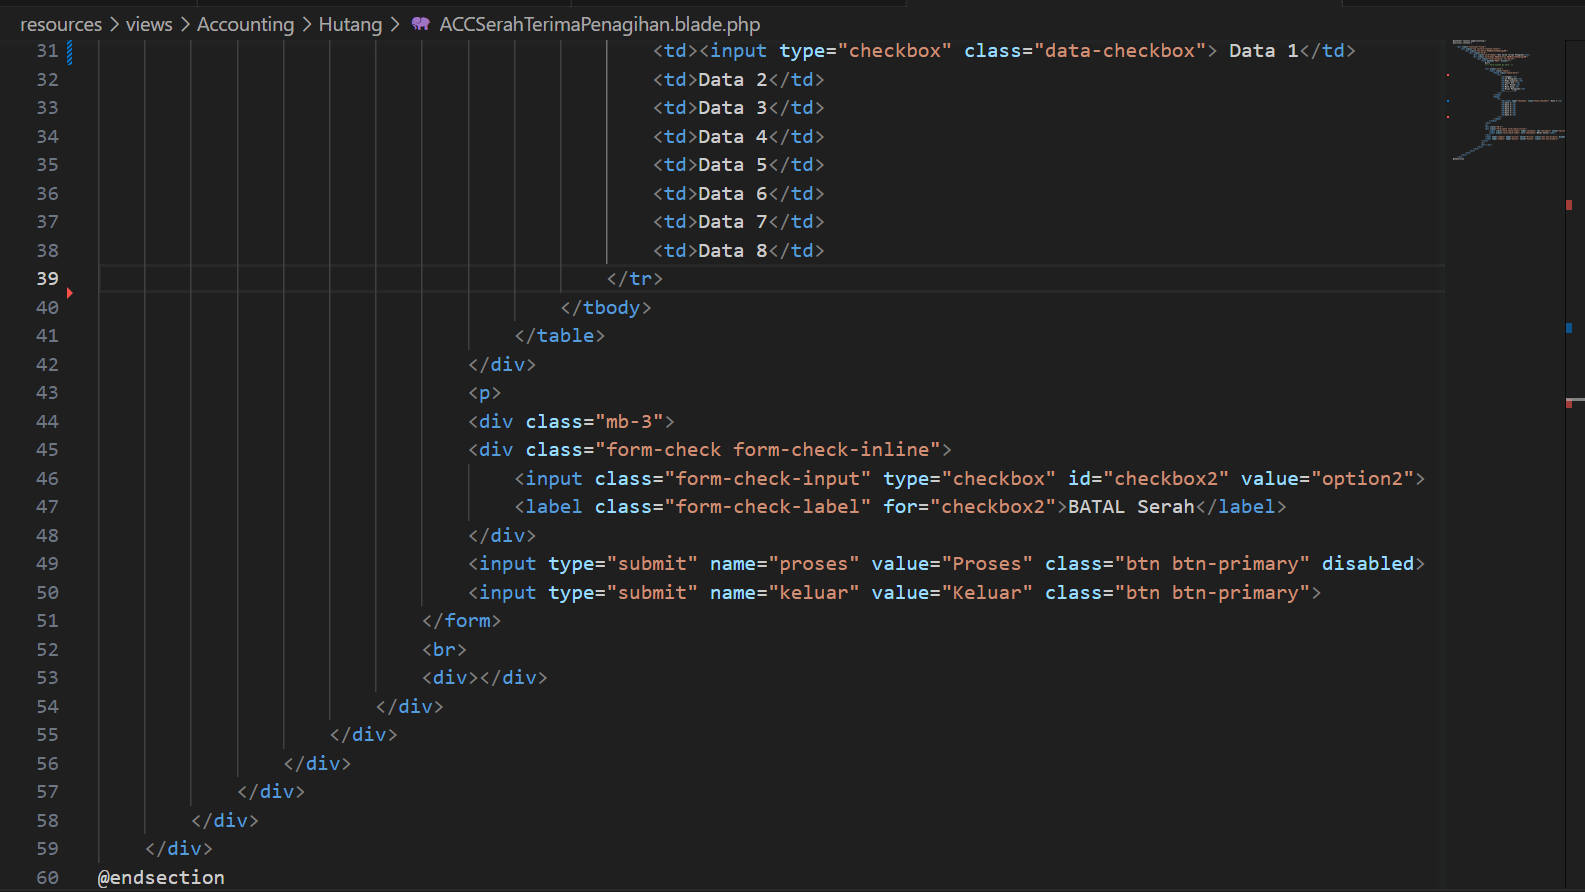 resources > views > Accounting > Hutang > ACCSerahTerimaPenagihan.blade.php
31 <td><input type="checkbox" class="data-checkbox"> Data 1</td>
32 <td>Data 2</td>
33 <td>Data 3</td>
34 <td>Data 4</td>
35 <td>Data 5</td>
36 <td>Data 6</td>
37 <td>Data 7</td>
38 <td>Data 8</td>
39 </tr>
40 </tbody>
41 </table>
42 </div>
43 <p>
44 <div class="mb-3">
45 <div class="form-check form-check-inline">
46 <input class="form-check-input" type="checkbox" id="checkbox2" value="option2">
47 <label class="form-check-label" for="checkbox2">BATAL Serah</label>
48 </div>
49 <input type="submit" name="proses" value="Proses" class="btn btn-primary" disabled>
50 <input type="submit" name="keluar" value="Keluar" class="btn btn-primary">
51 </form>
52 <br>
53 <div></div>
54 </div>
55 </div>
56 </div>
57 </div>
58 </div>
59 </div>
60 @endsection